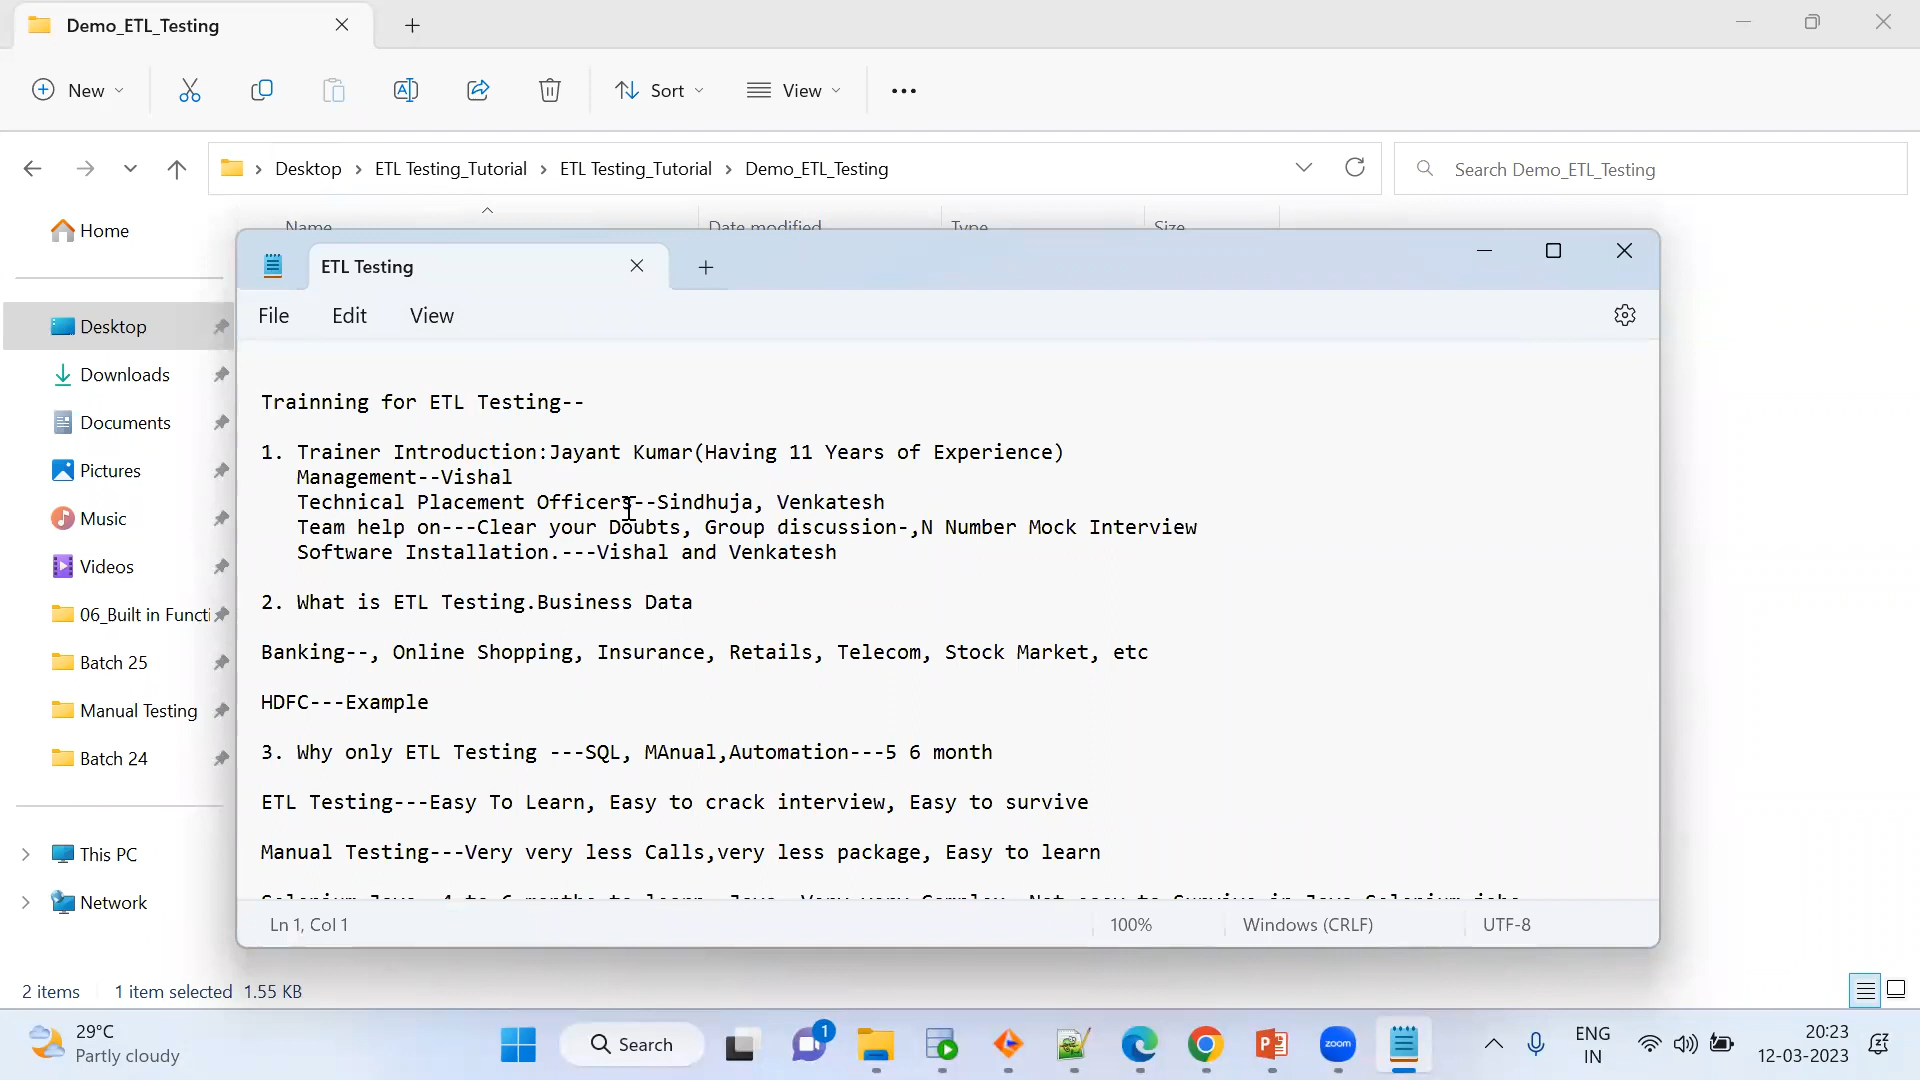 Demo_ETL_Testing
New
Sort
View
Desktop
ETL Testing_Tutorial
ETL Testing_Tutorial
Demo_ETL_Testing
Search Demo_ETL_Testing
Home
Name
Date modified
Type
Size
Desktop
Downloads
Documents
Pictures
Music
Videos
06_Built in Functi
Batch 25
Manual Testing
Batch 24
This PC
Network
ETL Testing
File
Edit
View
Trainning for ETL Testing--
1. Trainer Introduction:Jayant Kumar(Having 11 Years of Experience)
Management--Vishal
Technical Placement Officers--Sindhuja, Venkatesh
Team help on---Clear your Doubts, Group discussion-,N Number Mock Interview
Software Installation.---Vishal and Venkatesh
2. What is ETL Testing.Business Data
Banking--, Online Shopping, Insurance, Retails, Telecom, Stock Market, etc
HDFC---Example
3. Why only ETL Testing ---SQL, MAnual,Automation---5 6 month
ETL Testing---Easy To Learn, Easy to crack interview, Easy to survive
Manual Testing---Very very less Calls,very less package, Easy to learn
Ln 1, Col 1
100%
Windows (CRLF)
UTF-8
2 items
1 item selected 1.55 KB
29°C
Partly cloudy
Search
1
zoom
ENG
IN
20:23
12-03-2023